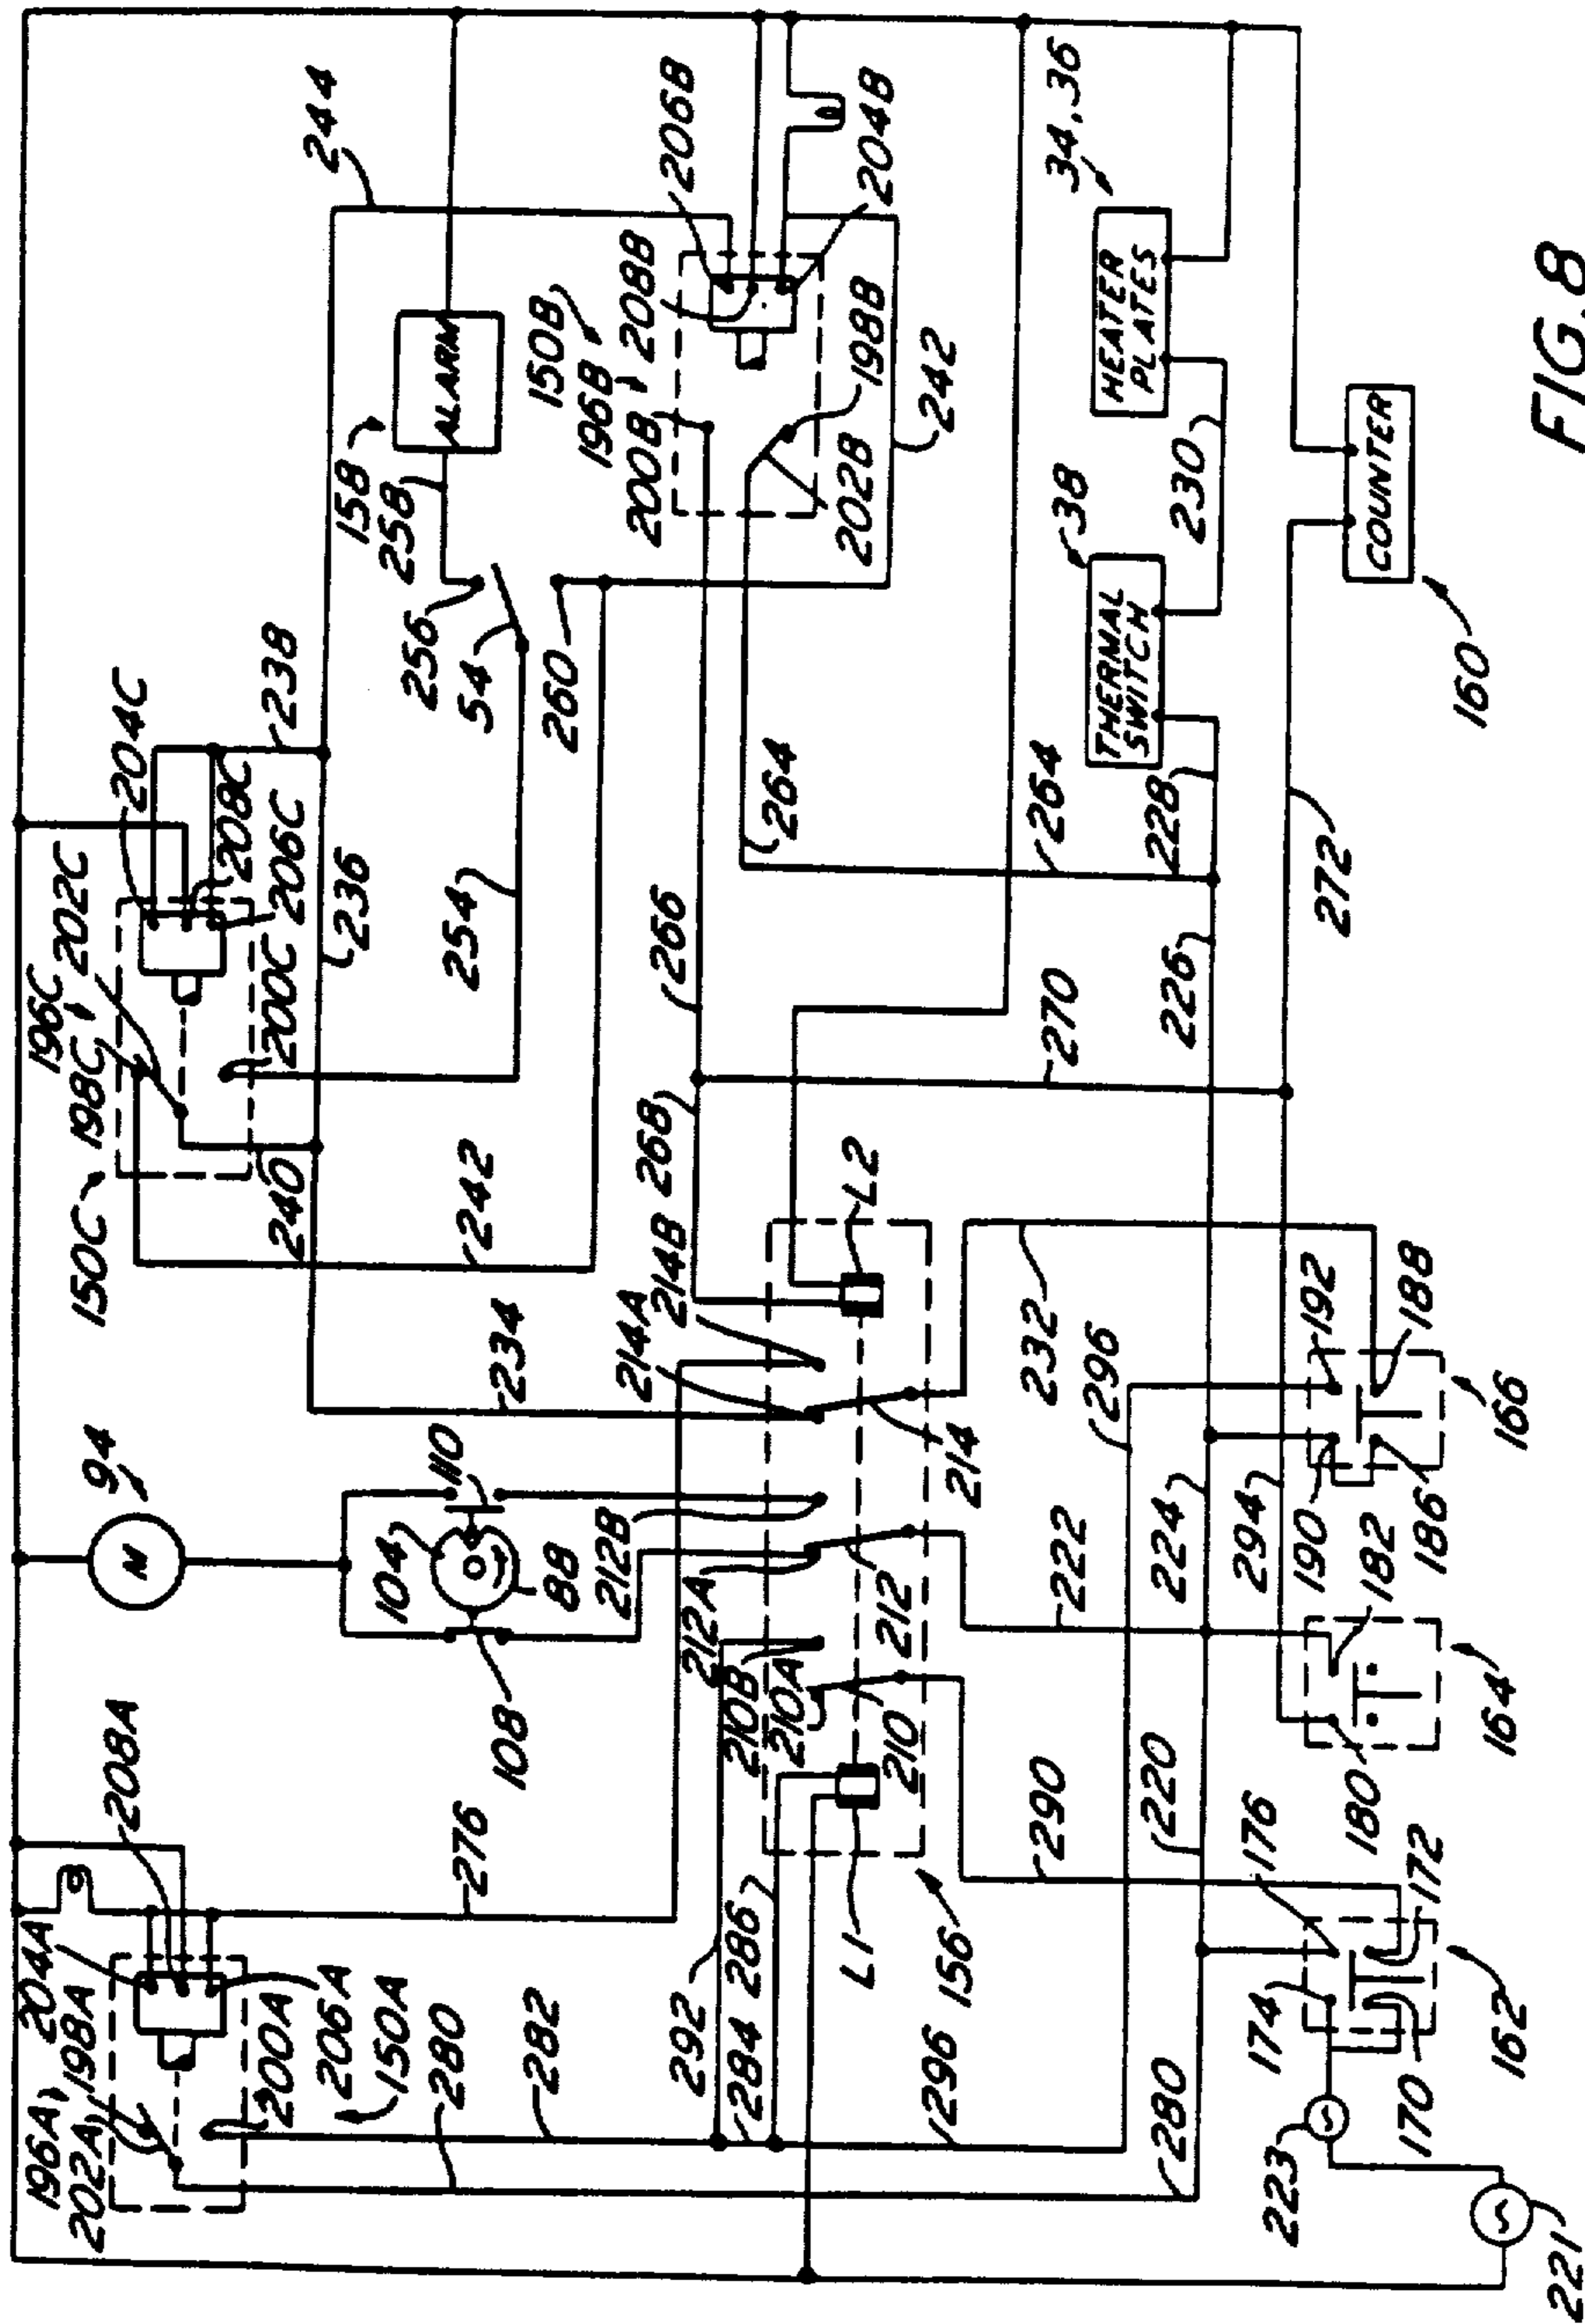 196A
202A
198A
204A
208A
200A
206A
150A
280
276
282
292
284
286
L1
156
296
290
280
220
223
221
174
176
170
172
162
94
M
104
110
108
88
212A
212B
210B
210A
212
210
214A
214B
268
L2
214
222
224
294
232
296
180
182
164
190
186
192
188
166
150C
196C
198C
202C
204C
208C
206C
200C
240
242
234
236
238
254
266
264
264
270
226
228
272
244
158
258
ALARM
256
54
260
150B
196B
200B
208B
206B
204B
198B
202B
242
38
THERMAL
SWITCH
230
34,36
HEATER
PLATES
COUNTER
160
FIG.8